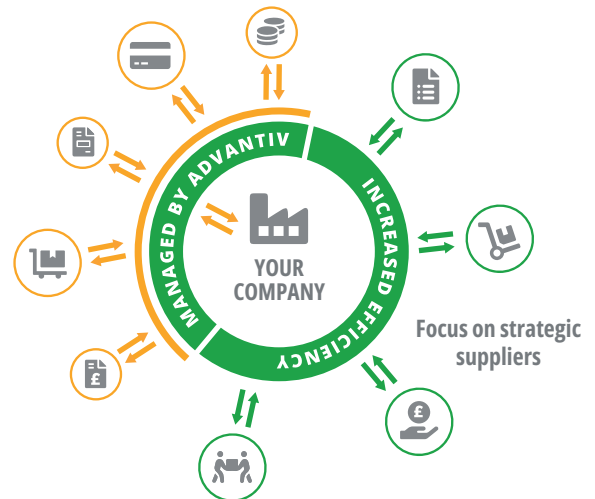 MANAGED BY ADVANTIV
INCREASED EFFICIENCY
YOUR
COMPANY
Focus on strategic
suppliers
£
£